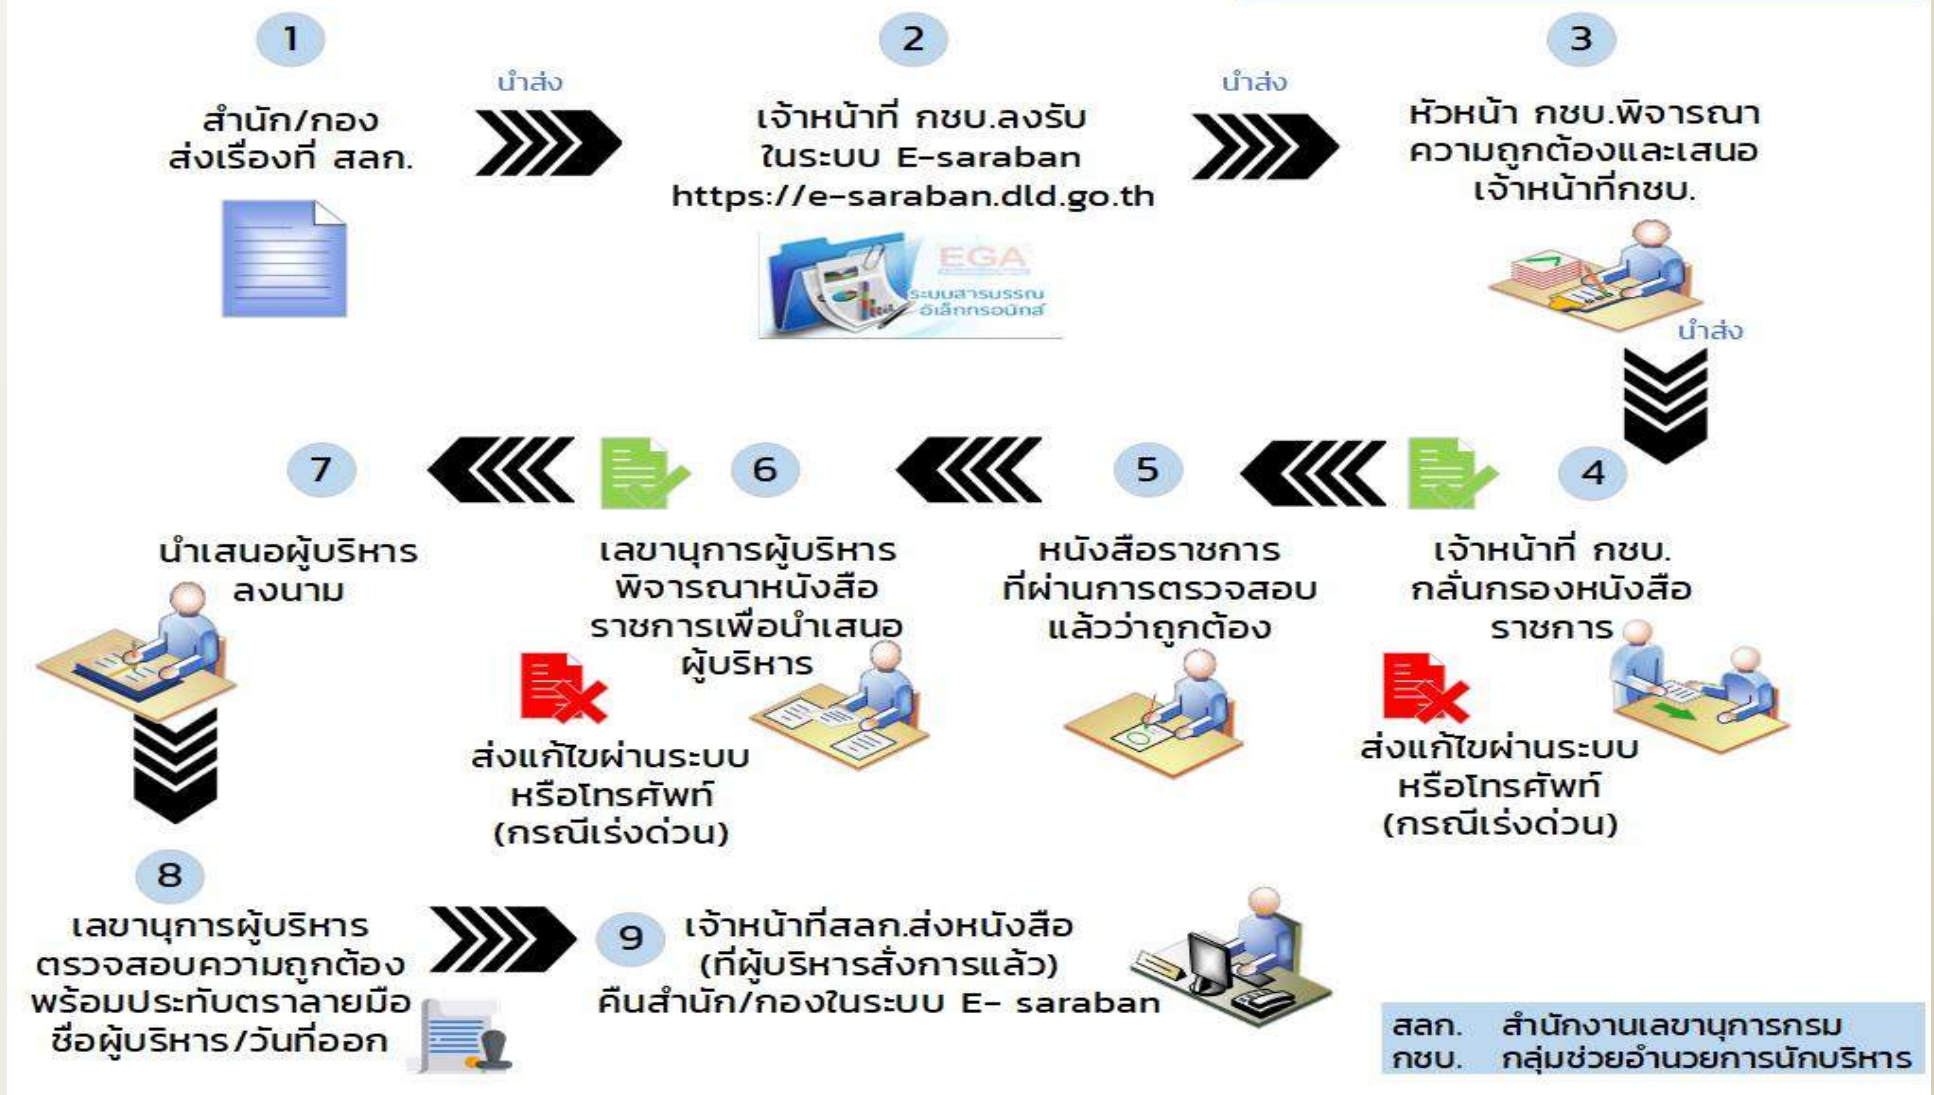 1
สำนัก/กอง
ส่งเรื่องที่ สลก.
นำส่ง
2
เจ้าหน้าที่ กชบ.ลงรับ
ในระบบ E-saraban
https://e-saraban.dld.go.th
EGA
ระบบสารบรรณ
อิเล็กทรอนิกส์
นำส่ง
3
หัวหน้า กชบ.พิจารณา
ความถูกต้องและเสนอ
เจ้าหน้าที่กชบ.
นำส่ง
4
เจ้าหน้าที่ กชบ.
กลั่นกรองหนังสือ
ราชการ
ส่งแก้ไขผ่านระบบ
หรือโทรศัพท์
(กรณีเร่งด่วน)
5
หนังสือราชการ
ที่ผ่านการตรวจสอบ
แล้วว่าถูกต้อง
6
เลขานุการผู้บริหาร
พิจารณาหนังสือ
ราชการเพื่อนำเสนอ
ผู้บริหาร
ส่งแก้ไขผ่านระบบ
หรือโทรศัพท์
(กรณีเร่งด่วน)
7
นำเสนอผู้บริหาร
ลงนาม
8
เลขานุการผู้บริหาร
ตรวจสอบความถูกต้อง
พร้อมประทับตราลายมือ
ชื่อผู้บริหาร/วันที่ออก
9
เจ้าหน้าที่สลก.ส่งหนังสือ
(ที่ผู้บริหารสั่งการแล้ว)
คืนสำนัก/กองในระบบ E- saraban
สลก. สำนักงานเลขานุการกรม
กชบ. กลุ่มช่วยอำนวยการนักบริหาร